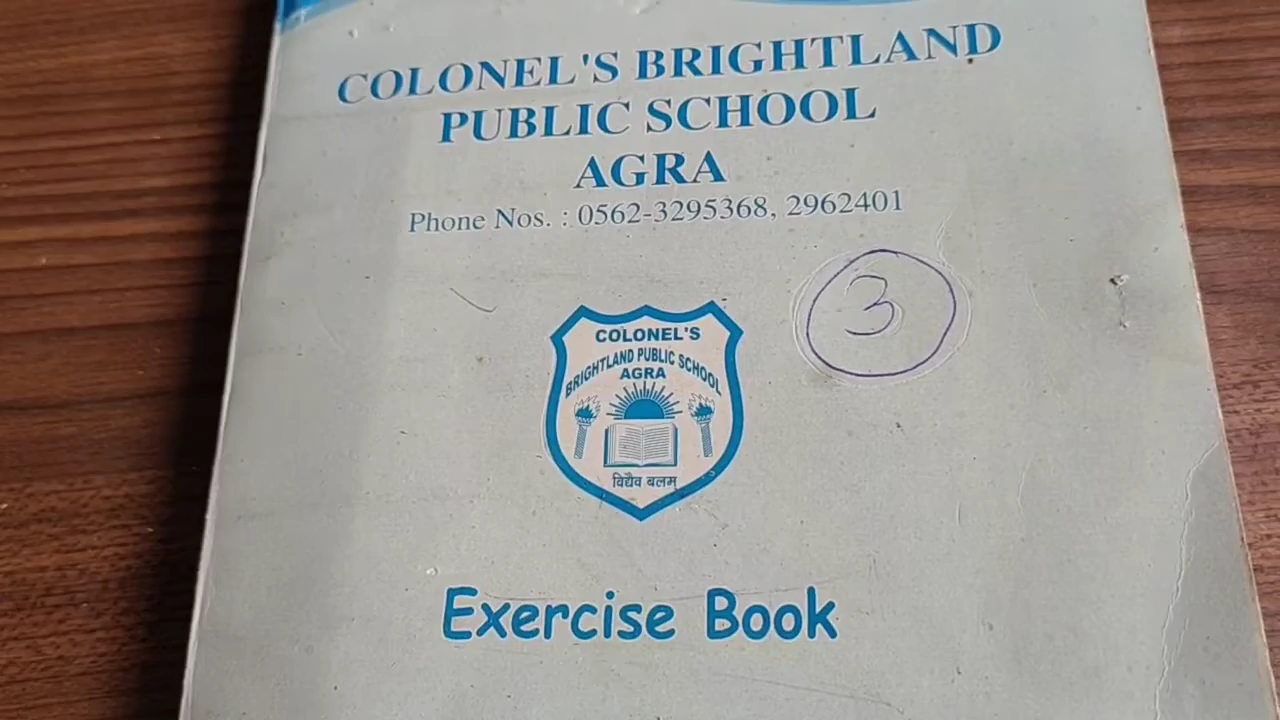 COLONEL'S BRIGHTLAND
PUBLIC SCHOOL
AGRA
Phone Nos. : 0562-3295368, 2962401
3
COLONEL'S
BRIGHTLAND PUBLIC SCHOOL
AGRA
विद्यैव बलम्
Exercise Book